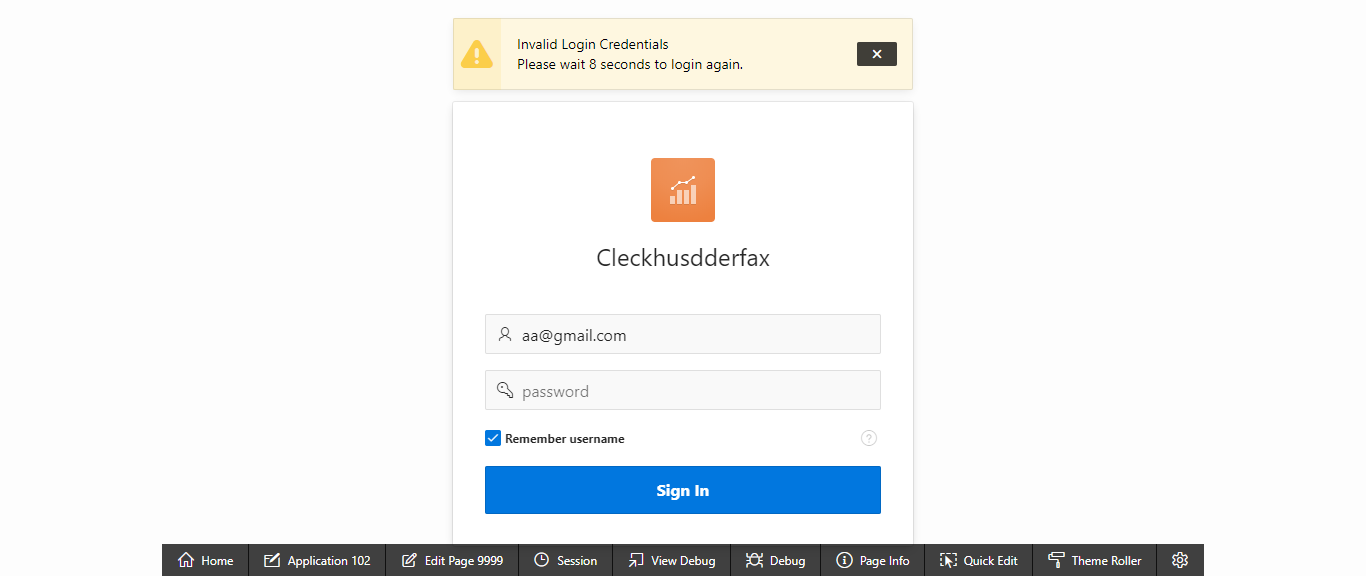 Invalid Login Credentials
Please wait 8 seconds to login again.
Cleckhusdderfax
aa@gmail.com
password
Remember username
?
Sign In
Home
Application 102
Edit Page 9999
Session
View Debug
Debug
Page Info
Quick Edit
Theme Roller